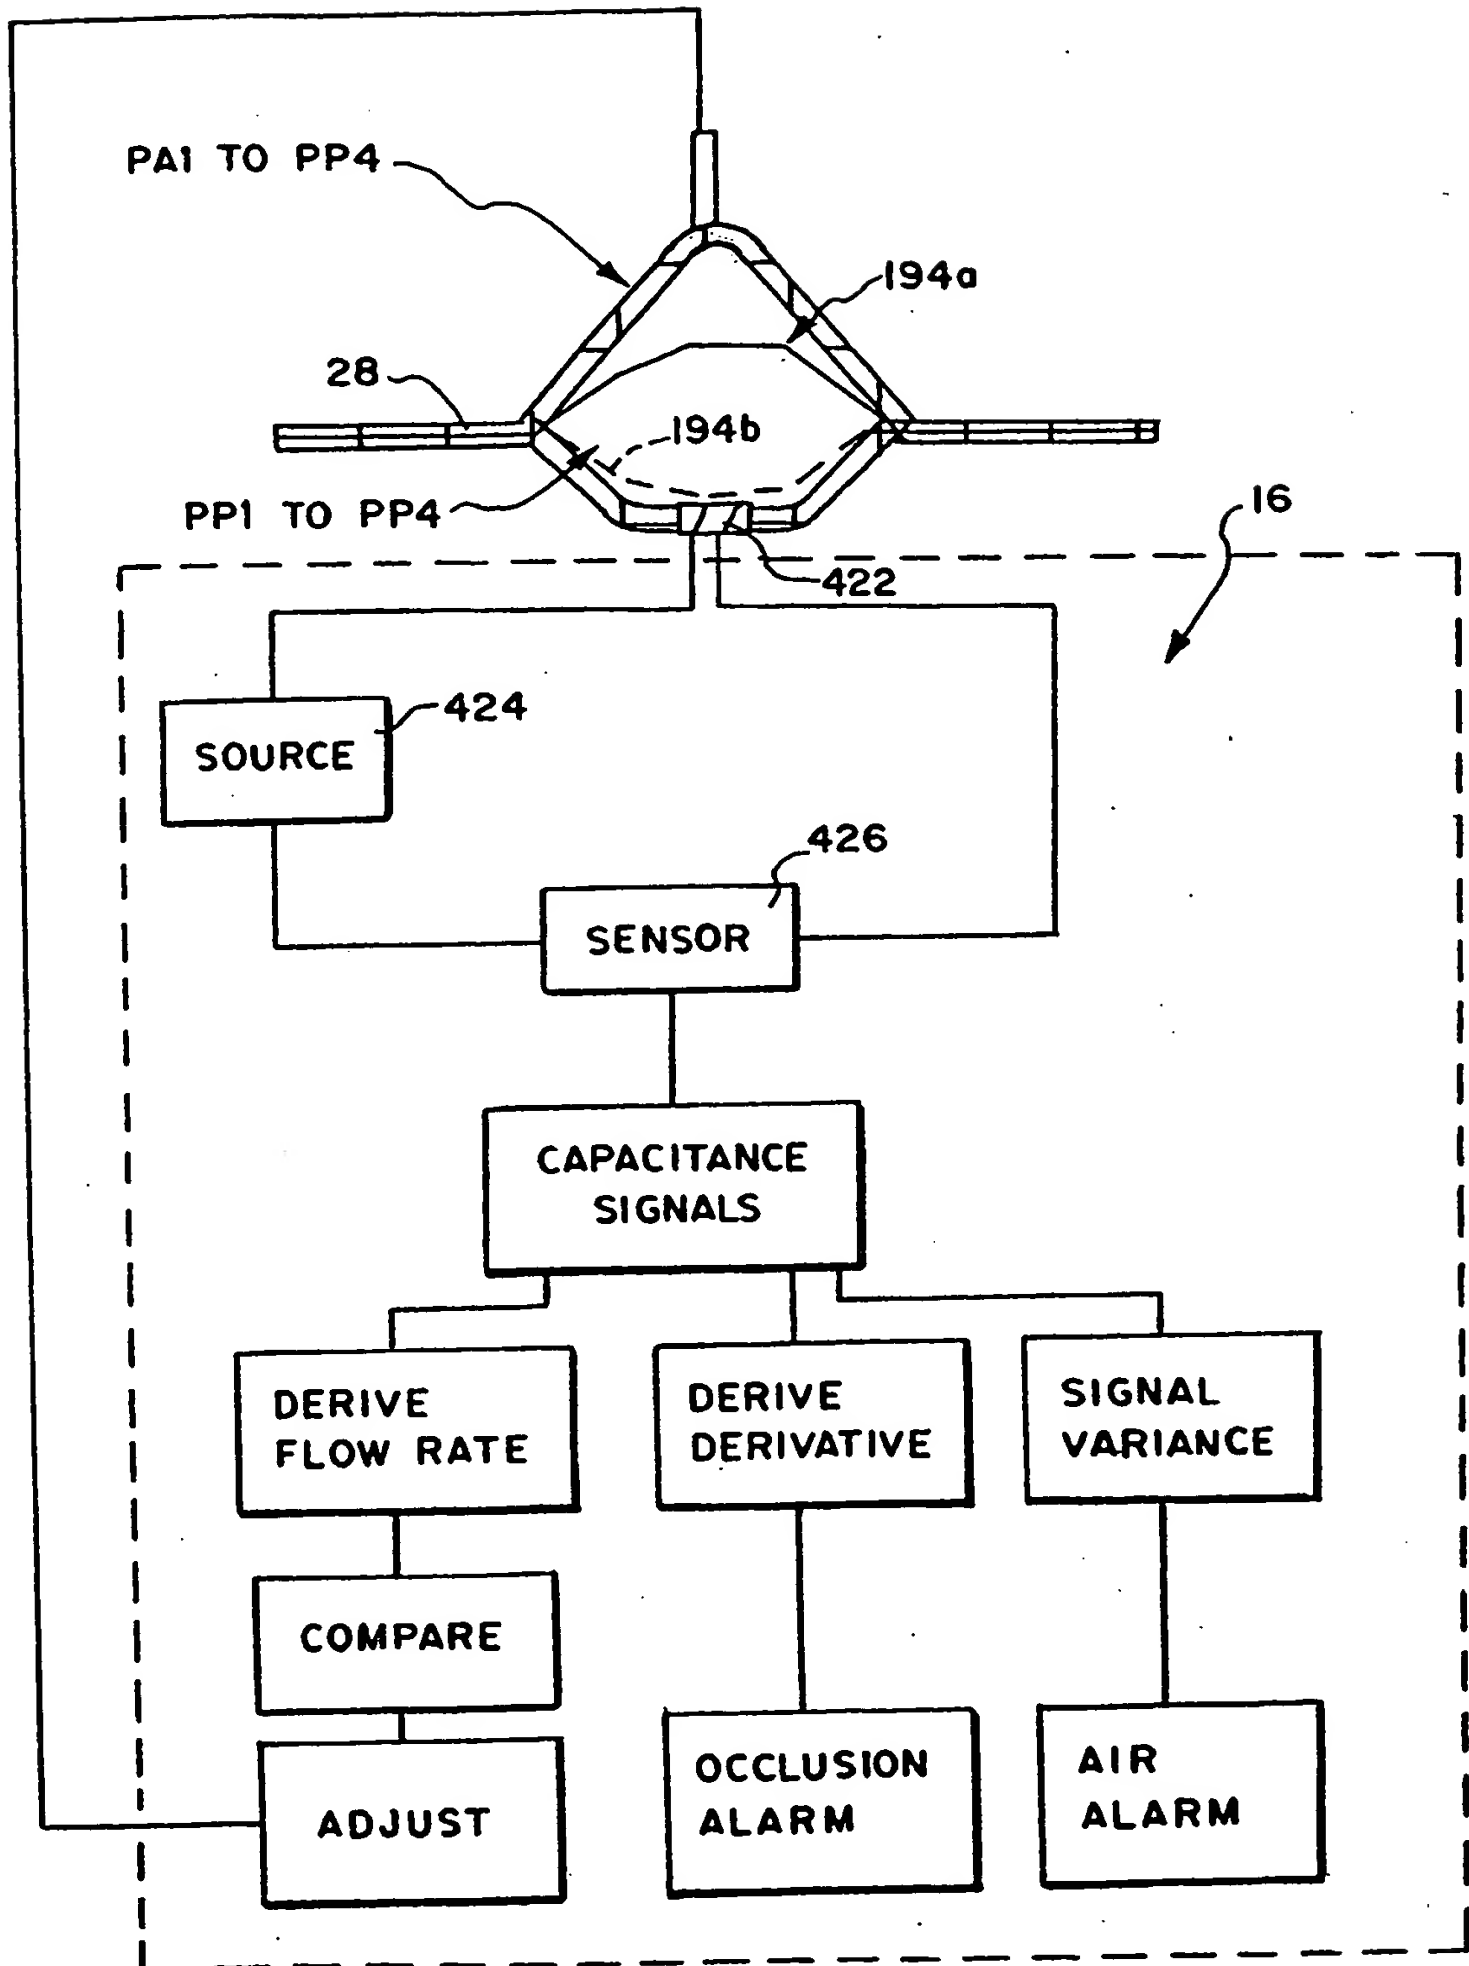 PA1 TO PP4
194a
28
194b
PP1 TO PP4
16
422
424
SOURCE
426
SENSOR
CAPACITANCE
SIGNALS
DERIVE
FLOW RATE
DERIVE
DERIVATIVE
SIGNAL
VARIANCE
COMPARE
OCCLUSION
ALARM
AIR
ALARM
ADJUST